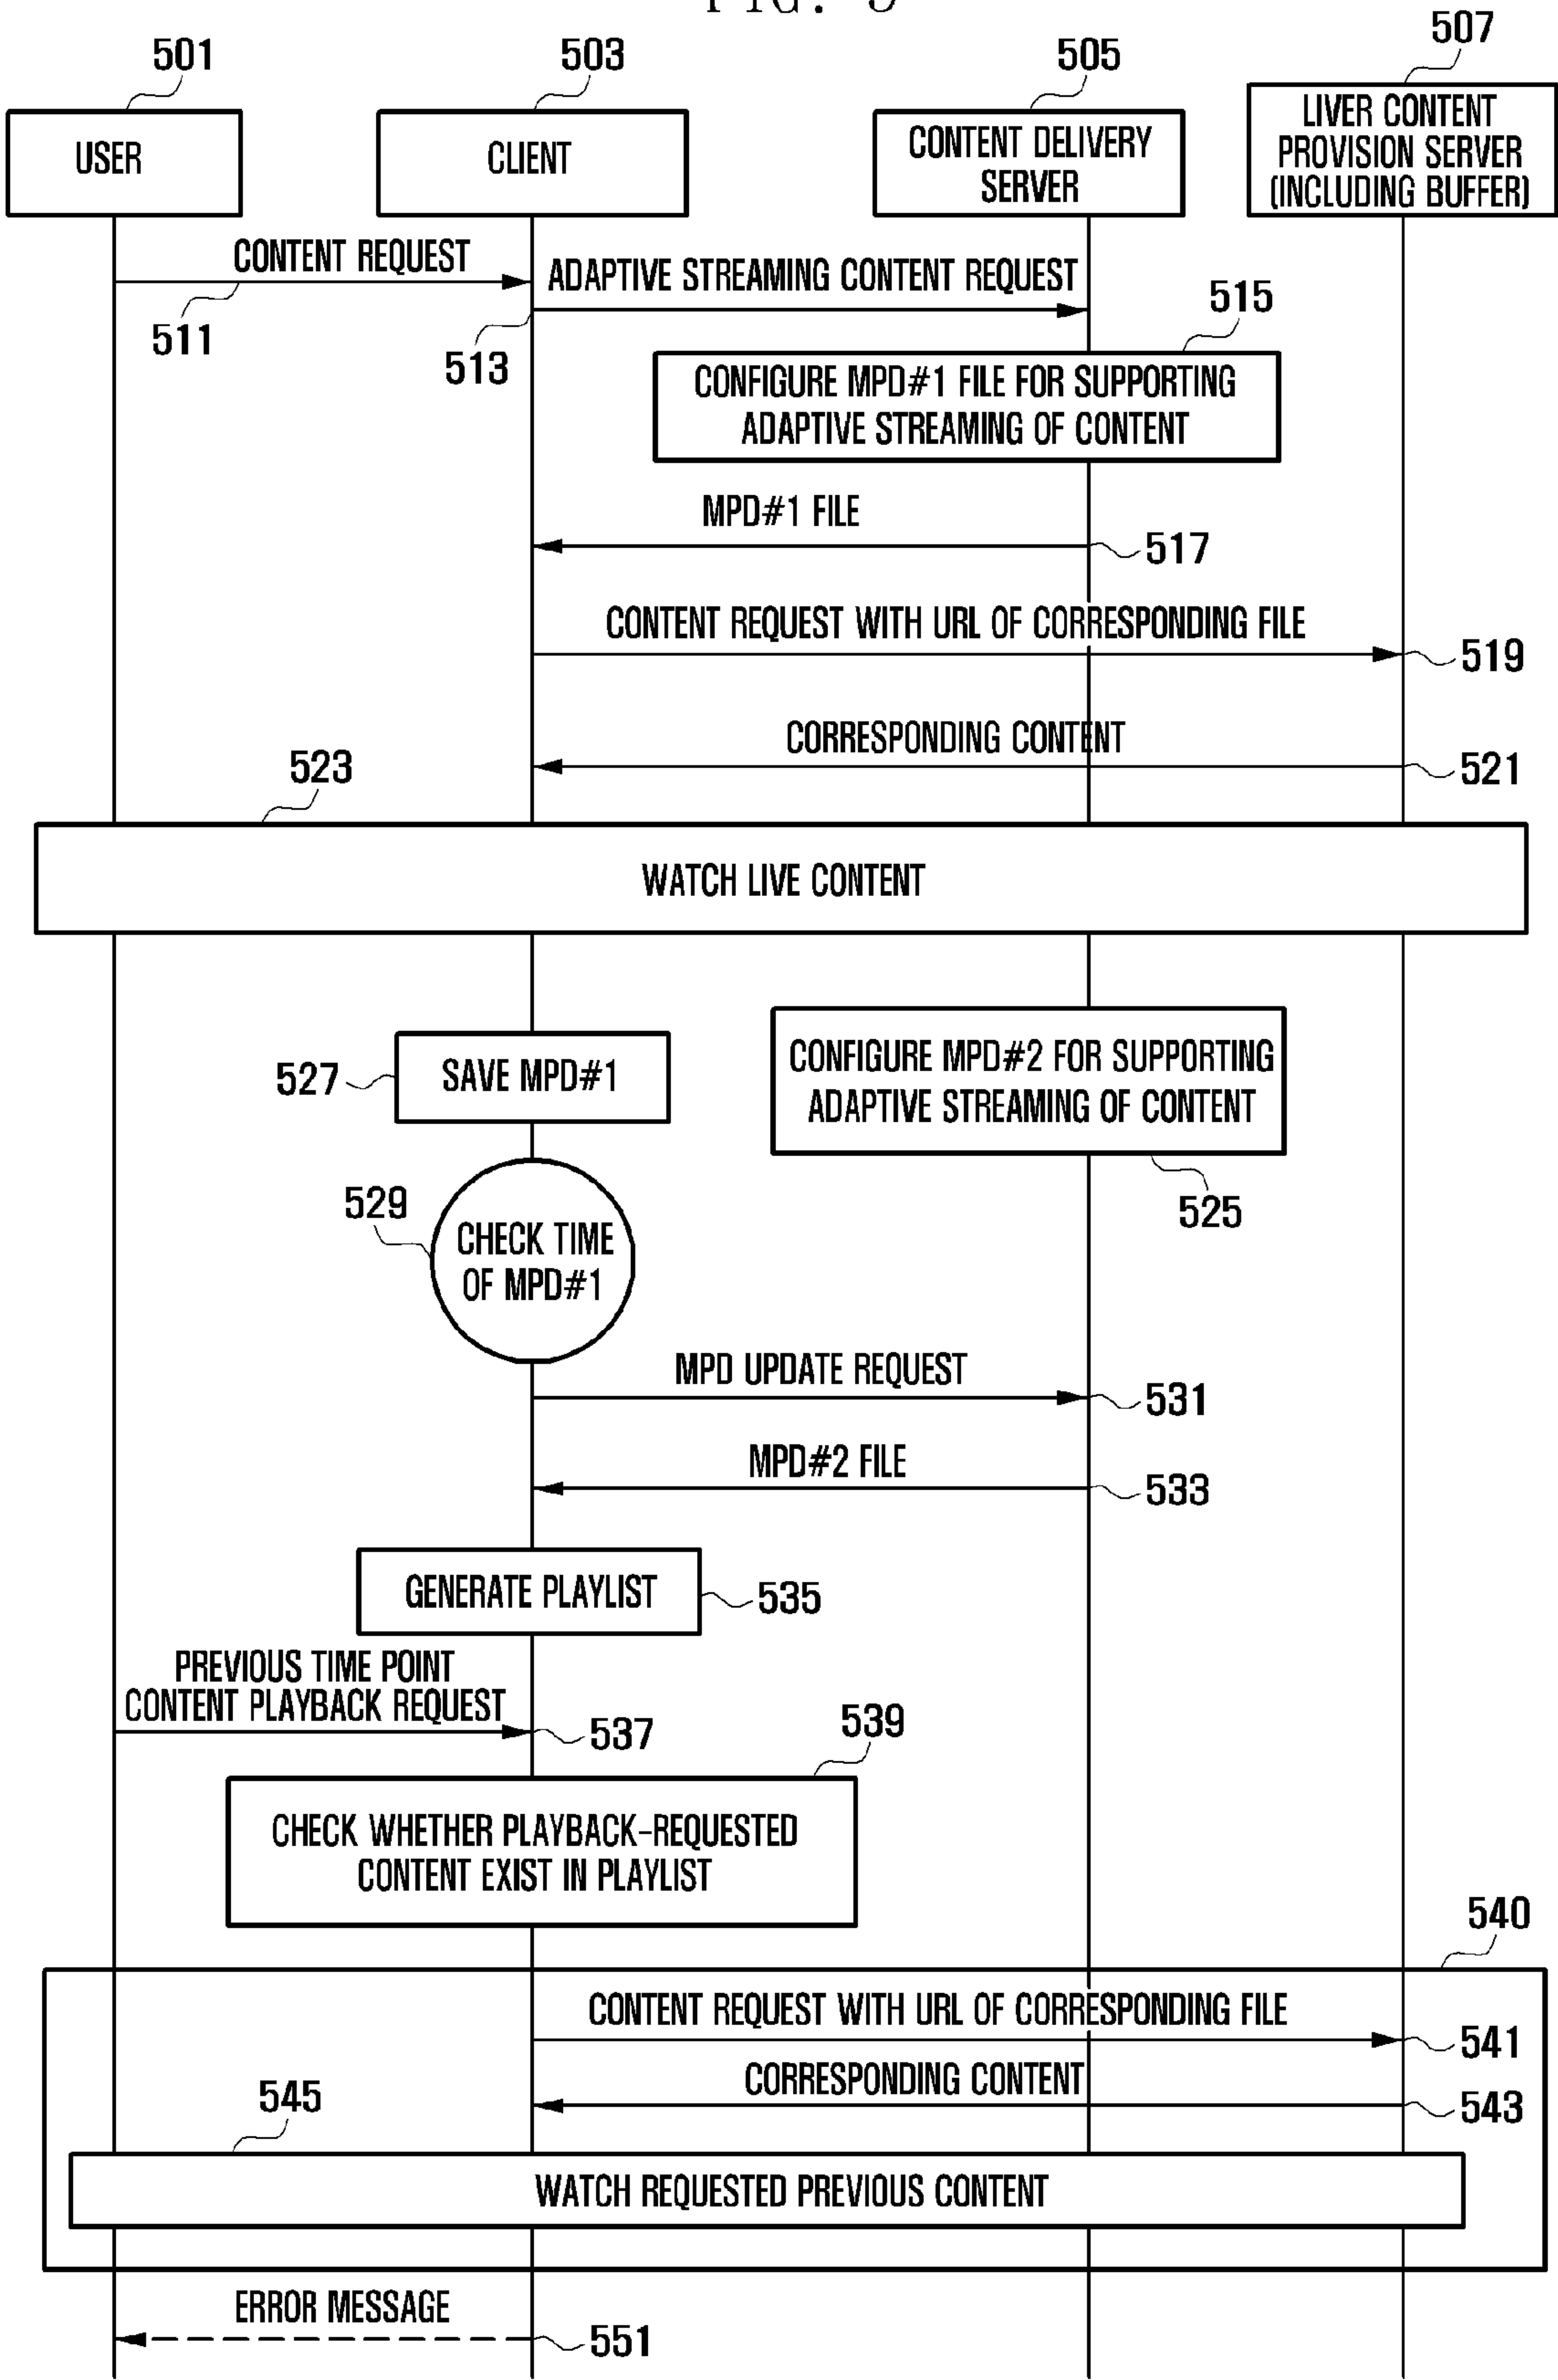 501
503
505
507
USER
CLIENT
CONTENT DELIVERY
SERVER
LIVER CONTENT
PROVISION SERVER
(INCLUDING BUFFER)
CONTENT REQUEST
511
ADAPTIVE STREAMING CONTENT REQUEST
513
515
CONFIGURE MPD#1 FILE FOR SUPPORTING
ADAPTIVE STREAMING OF CONTENT
MPD#1 FILE
517
CONTENT REQUEST WITH URL OF CORRESPONDING FILE
519
CORRESPONDING CONTENT
521
523
WATCH LIVE CONTENT
527
SAVE MPD#1
CONFIGURE MPD#2 FOR SUPPORTING
ADAPTIVE STREAMING OF CONTENT
525
529
CHECK TIME
OF MPD#1
MPD UPDATE REQUEST
531
MPD#2 FILE
533
GENERATE PLAYLIST
535
PREVIOUS TIME POINT
CONTENT PLAYBACK REQUEST
537
539
CHECK WHETHER PLAYBACK-REQUESTED
CONTENT EXIST IN PLAYLIST
540
CONTENT REQUEST WITH URL OF CORRESPONDING FILE
541
CORRESPONDING CONTENT
543
545
WATCH REQUESTED PREVIOUS CONTENT
ERROR MESSAGE
551